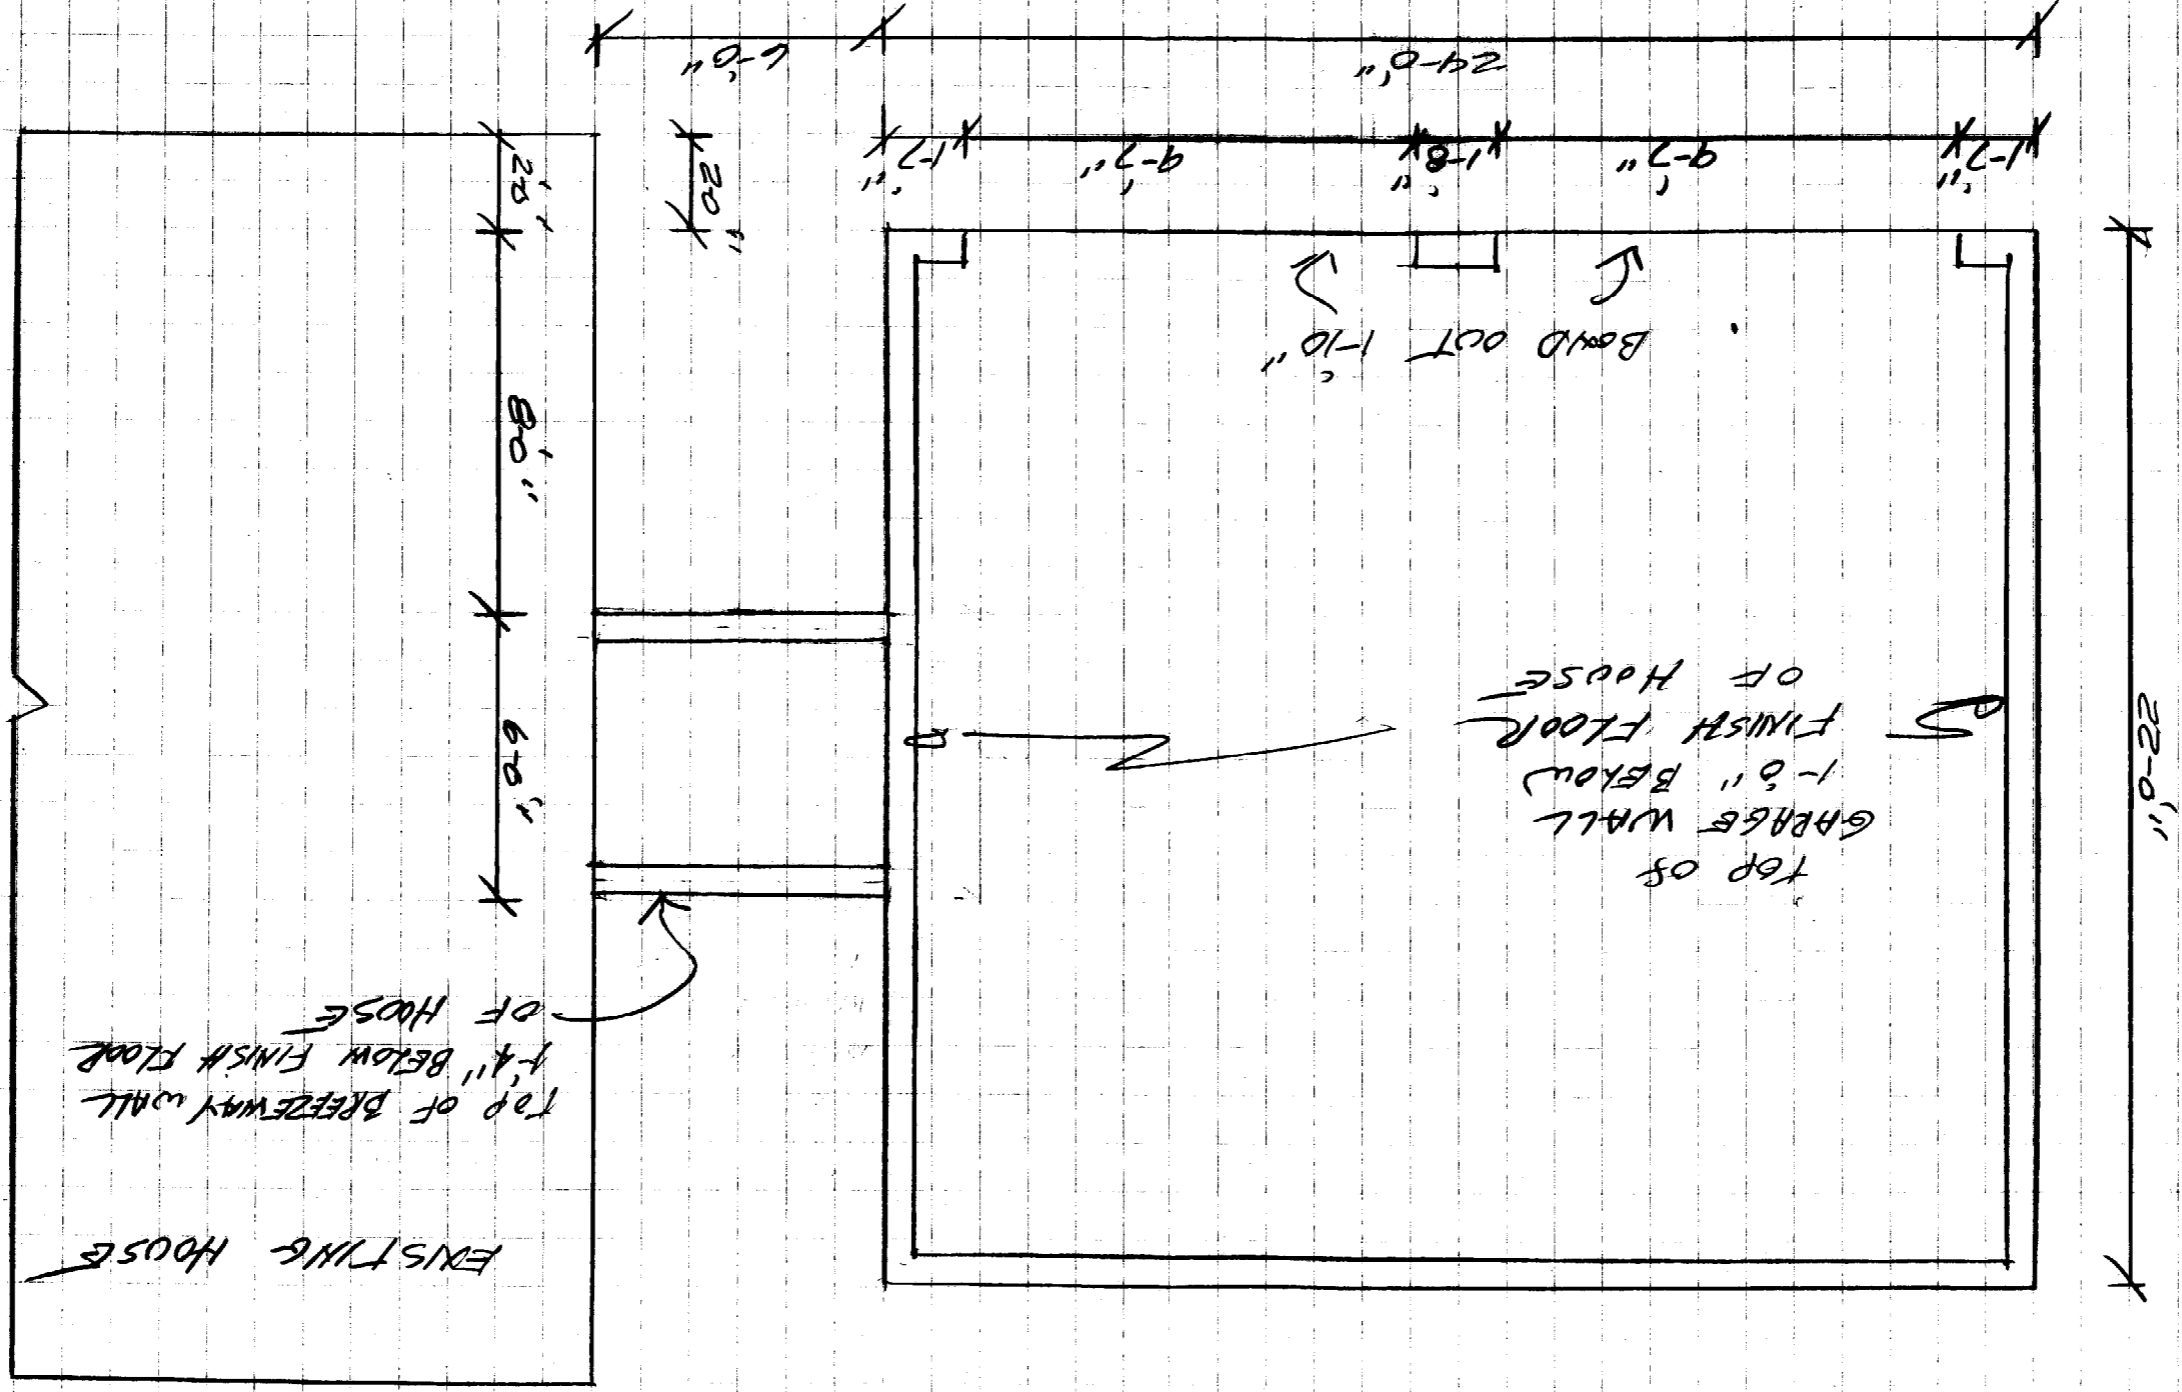 EXISTING HOUSE
TOP OF BREEZEWAY WALL
1'-4" BELOW FINISH FLOOR
OF HOUSE
TOP OF
GARAGE WALL
1'-0" BELOW
FINISH FLOOR
OF HOUSE
BOND OUT 1'-10"
22'-0"
6'-0"
8'-0"
2'-0"
2'-0"
1'-7"
9'-7"
1'-8"
9'-7"
1'-7"
24'-0"
6'-0"